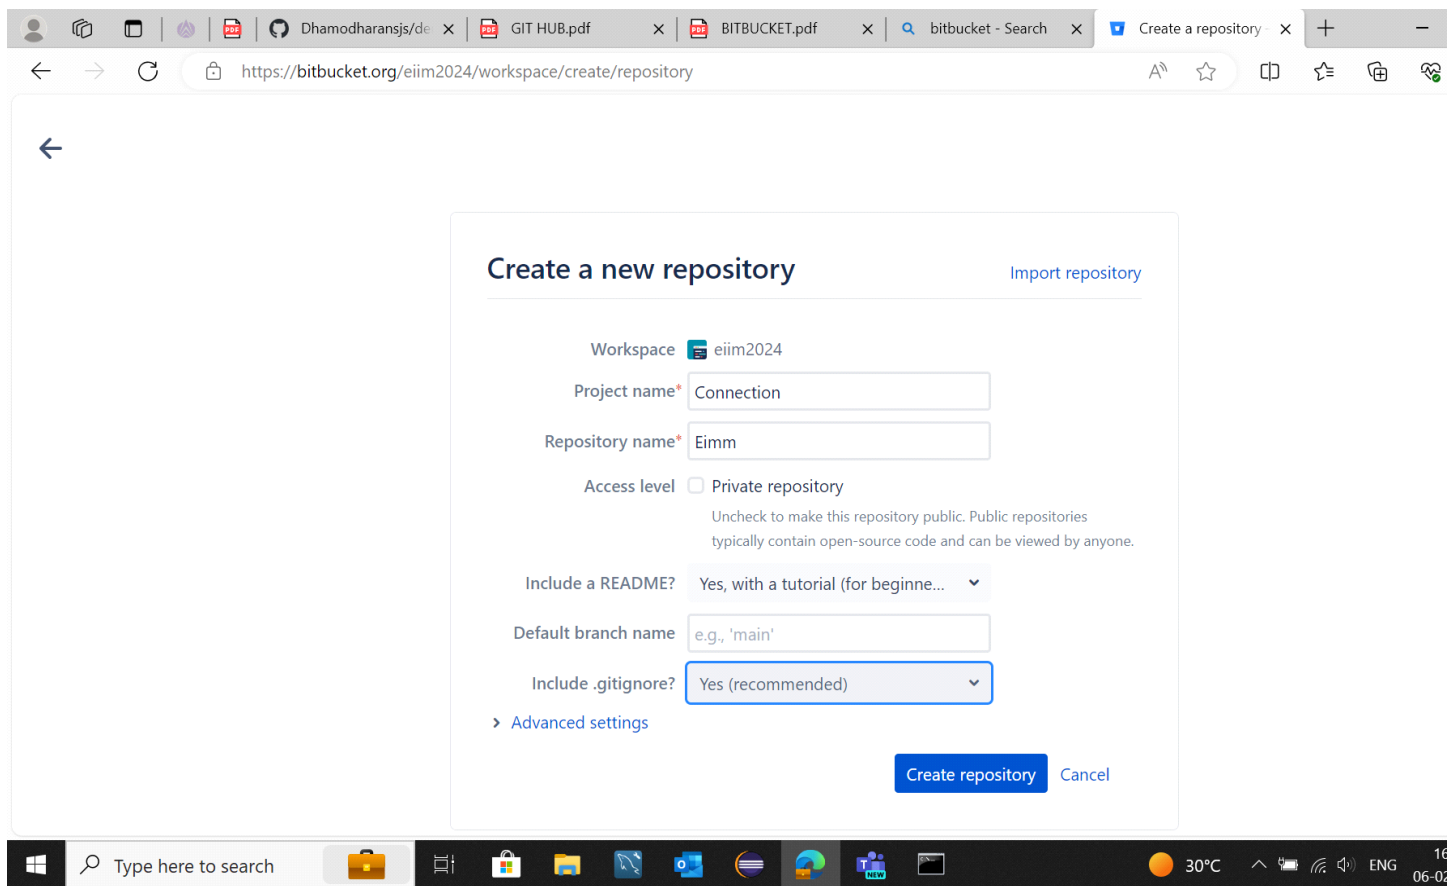 Dhamodharansjs/de
GIT HUB.pdf
BITBUCKET.pdf
bitbucket - Search
Create a repository -
https://bitbucket.org/eiim2024/workspace/create/repository
Create a new repository
Import repository
Workspace eiim2024
Project name* Connection
Repository name* Eimm
Access level Private repository
Uncheck to make this repository public. Public repositories
typically contain open-source code and can be viewed by anyone.
Include a README? Yes, with a tutorial (for beginne...
Default branch name e.g., 'main'
Include .gitignore? Yes (recommended)
Advanced settings
Create repository Cancel
Type here to search
NEW
30°C
ENG
16
06-02